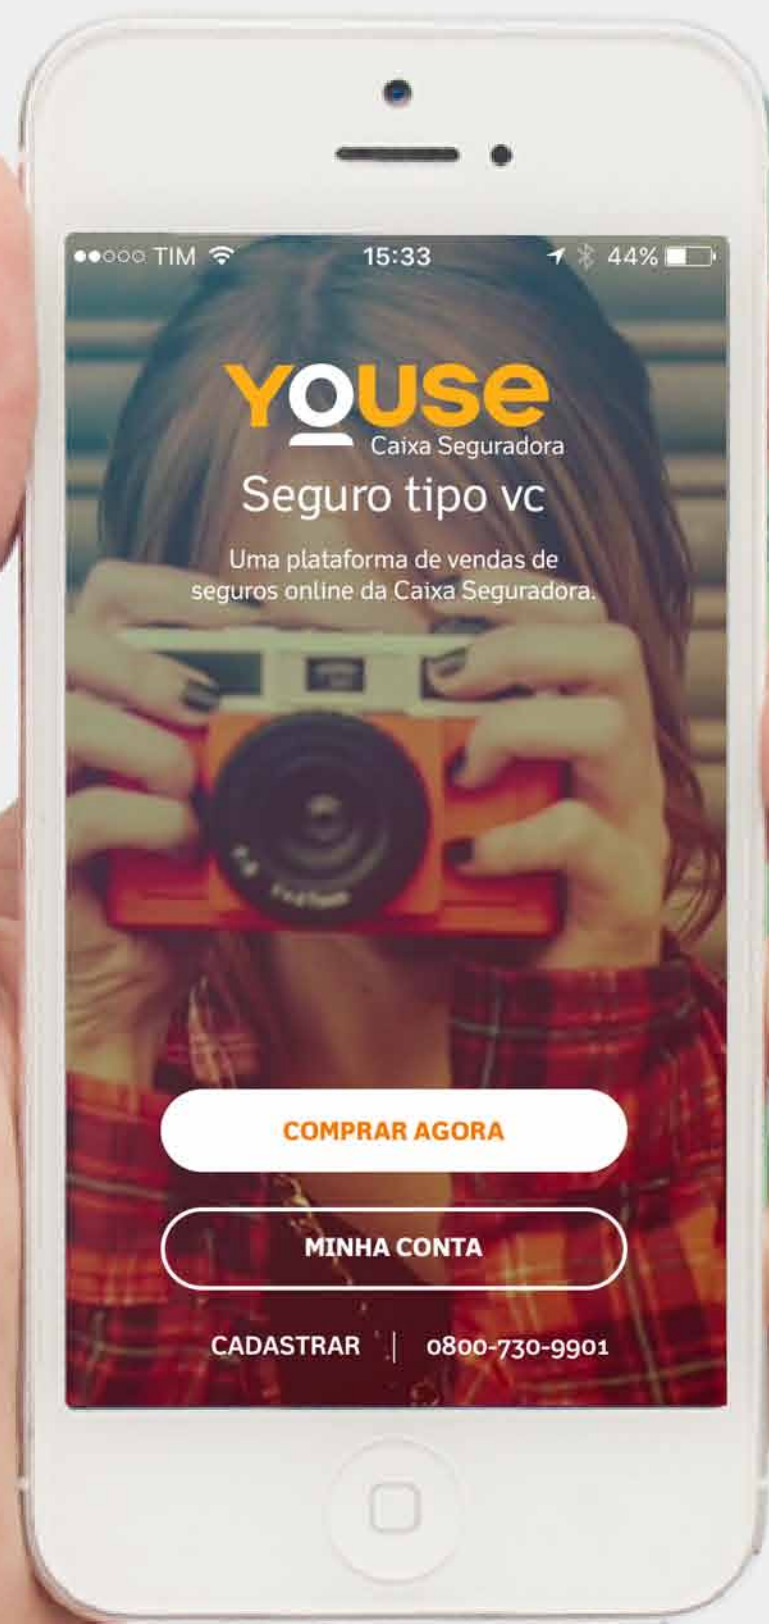 TIM 15:33 44%
Youse
Caixa Seguradora
Seguro tipo vc
Uma plataforma de vendas de
seguros online da Caixa Seguradora.
COMPRAR AGORA
MINHA CONTA
CADASTRAR | 0800-730-9901